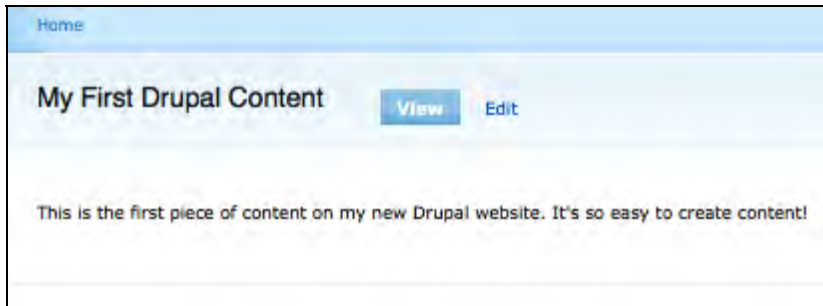 Home
My First Drupal Content View Edit
This is the first piece of content on my new Drupal website. It's so easy to create content!